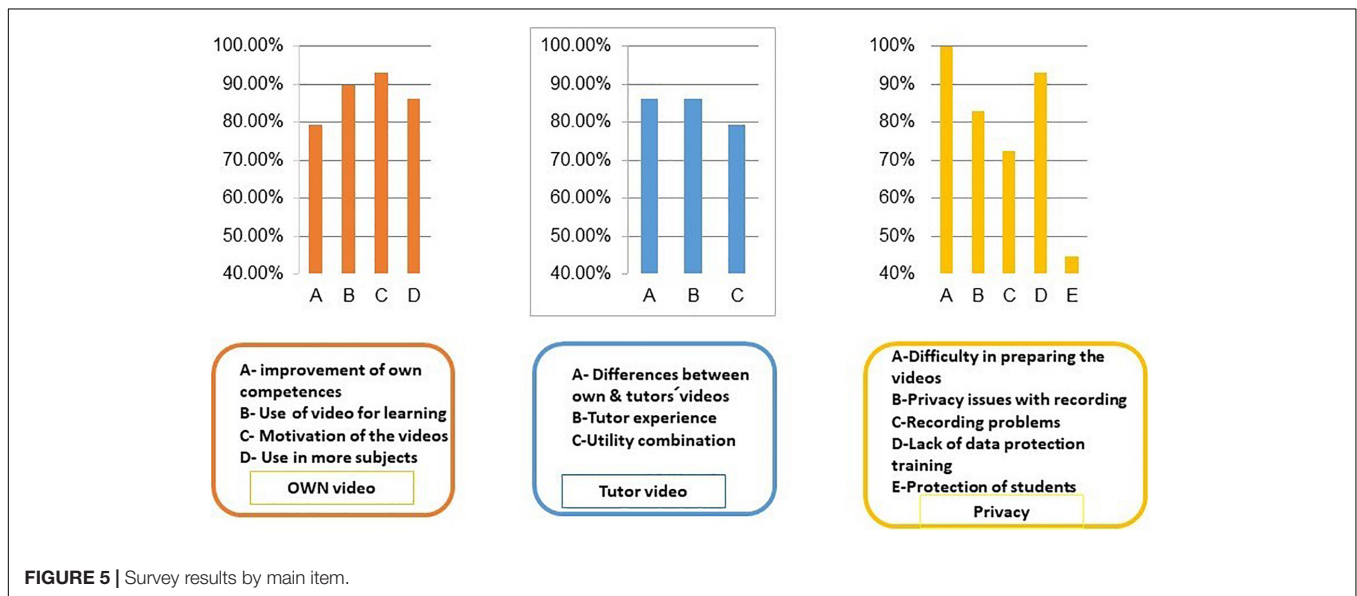 100.00%
90.00%
80.00%
70.00%
60.00%
50.00%
40.00%
A B C D
100.00%
90.00%
80.00%
70.00%
60.00%
50.00%
40.00%
A B C
100%
90%
80%
70%
60%
50%
40%
A B C D E
A- improvement of own
competences
B- Use of video for learning
C- Motivation of the videos
D- Use in more subjects
OWN video
A- Differences between
own & tutors´videos
B-Tutor experience
C-Utility combination
Tutor video
A-Difficulty in preparing the
videos
B-Privacy issues with recording
C-Recording problems
D-Lack of data protection
training
E-Protection of students
Privacy
FIGURE 5 | Survey results by main item.